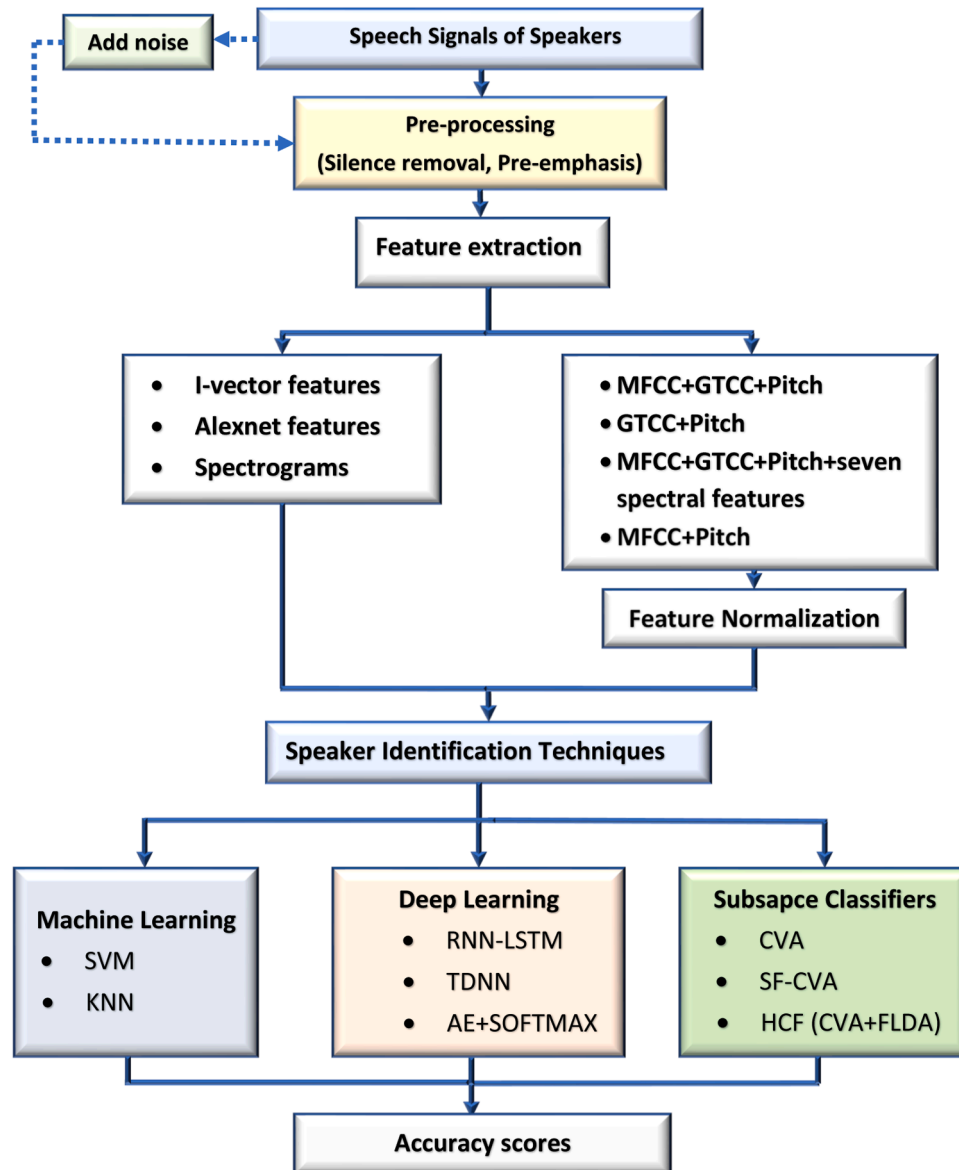 Add noise
Speech Signals of Speakers
Pre-processing
(Silence removal, Pre-emphasis)
Feature extraction
• I-vector features
• Alexnet features
• Spectrograms
• MFCC+GTCC+Pitch
• GTCC+Pitch
• MFCC+GTCC+Pitch+seven
spectral features
• MFCC+Pitch
Feature Normalization
Speaker Identification Techniques
Machine Learning
• SVM
• KNN
Deep Learning
• RNN-LSTM
• TDNN
• AE+SOFTMAX
Subsapce Classifiers
• CVA
• SF-CVA
• HCF (CVA+FLDA)
Accuracy scores